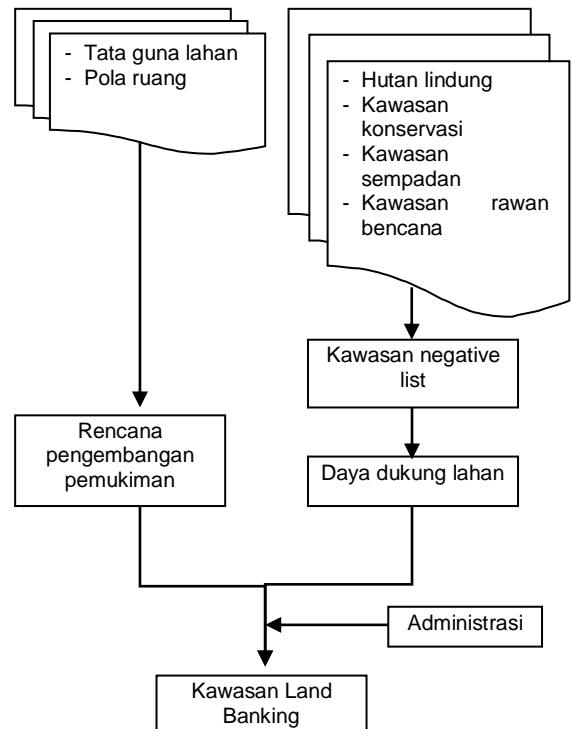 - Tata guna lahan
- Pola ruang
- Hutan lindung
- Kawasan
konservasi
- Kawasan
sempadan
- Kawasan rawan
bencana
Kawasan negative
list
Rencana
pengembangan
pemukiman
Daya dukung lahan
Administrasi
Kawasan Land
Banking